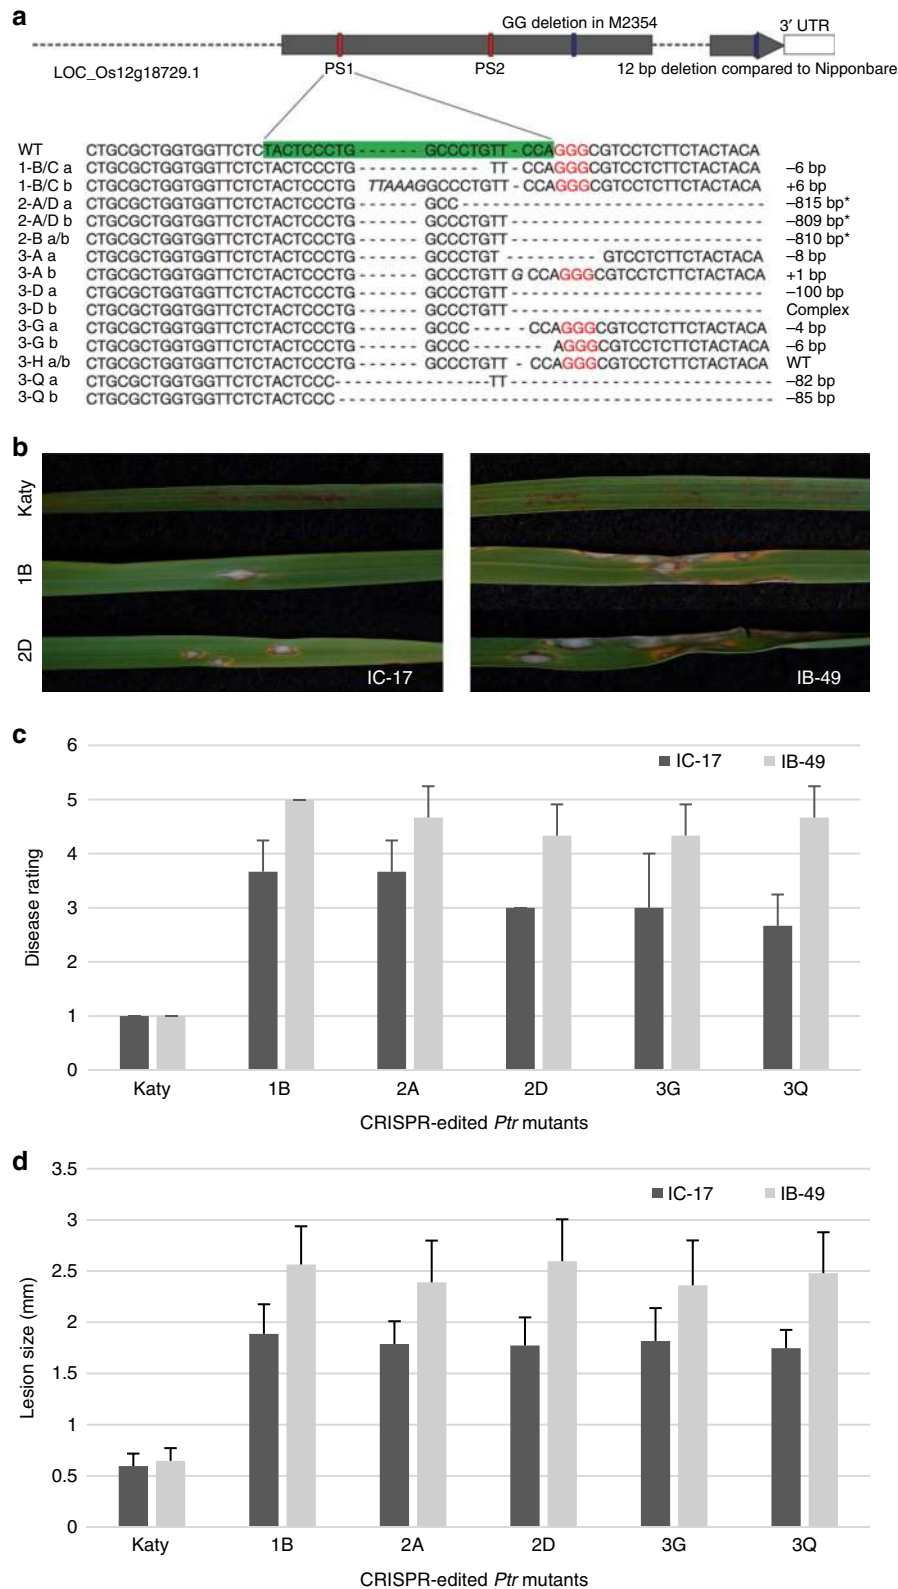 a
GG deletion in M2354
3′ UTR
LOC_Os12g18729.1
PS1
PS2
12 bp deletion compared to Nipponbare
WT CTGCGCTGGTGGTTCTCTACTCCCTG-------GCCCTGTT-CCAGGGCGTCCTCTTCTACTACA
1-B/C a CTGCGCTGGTGGTTCTCTACTCCCTG-------------TT-CCAGGGCGTCCTCTTCTACTACA –6 bp
1-B/C b CTGCGCTGGTGGTTCTCTACTCCCTG TTAAAGGCCCTGTT-CCAGGGCGTCCTCTTCTACTACA +6 bp
2-A/D a CTGCGCTGGTGGTTCTCTACTCCCTG-------GCC------------------------------ –815 bp*
2-A/D b CTGCGCTGGTGGTTCTCTACTCCCTG-------GCCCTGTT-------------------------- –809 bp*
2-B a/b CTGCGCTGGTGGTTCTCTACTCCCTG-------GCCCTGTT-------------------------- –810 bp*
3-A a CTGCGCTGGTGGTTCTCTACTCCCTG-------GCCCTGT----------GTCCTCTTCTACTACA –8 bp
3-A b CTGCGCTGGTGGTTCTCTACTCCCTG-------GCCCTGTTGCCAGGGCGTCCTCTTCTACTACA +1 bp
3-D a CTGCGCTGGTGGTTCTCTACTCCCTG-------GCCCTGTT-------------------------- –100 bp
3-D b CTGCGCTGGTGGTTCTCTACTCCCTG-------GCCCTGTT-------------------------- Complex
3-G a CTGCGCTGGTGGTTCTCTACTCCCTG-------GCCC-----CCAGGGCGTCCTCTTCTACTACA –4 bp
3-G b CTGCGCTGGTGGTTCTCTACTCCCTG-------GCCC-------AGGGCGTCCTCTTCTACTACA –6 bp
3-H a/b CTGCGCTGGTGGTTCTCTACTCCCTG-------GCCCTGTT-CCAGGGCGTCCTCTTCTACTACA WT
3-Q a CTGCGCTGGTGGTTCTCTACTCCC---------------TT-------------------------- –82 bp
3-Q b CTGCGCTGGTGGTTCTCTACTCCC------------------------------------------- –85 bp
b
Katy
1B
2D
IC-17
IB-49
c
6
5
4
3
2
1
0
Disease rating
IC-17 IB-49
Katy 1B 2A 2D 3G 3Q
CRISPR-edited Ptr mutants
d
3.5
3
2.5
2
1.5
1
0.5
0
Lesion size (mm)
IC-17 IB-49
Katy 1B 2A 2D 3G 3Q
CRISPR-edited Ptr mutants